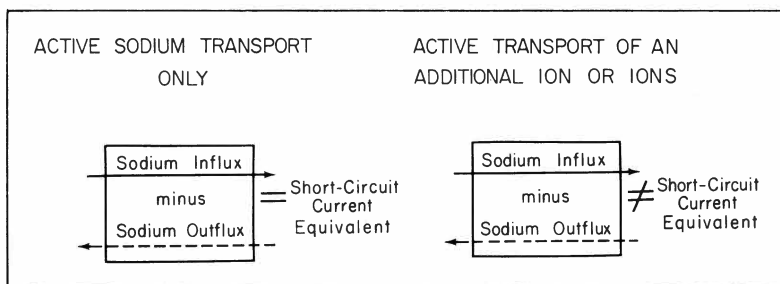 ACTIVE SODIUM TRANSPORT
ONLY
Sodium Influx
minus
Sodium Outflux
= Short-Circuit
Current
Equivalent
ACTIVE TRANSPORT OF AN
ADDITIONAL ION OR IONS
Sodium Influx
minus
Sodium Outflux
≠ Short-Circuit
Current
Equivalent